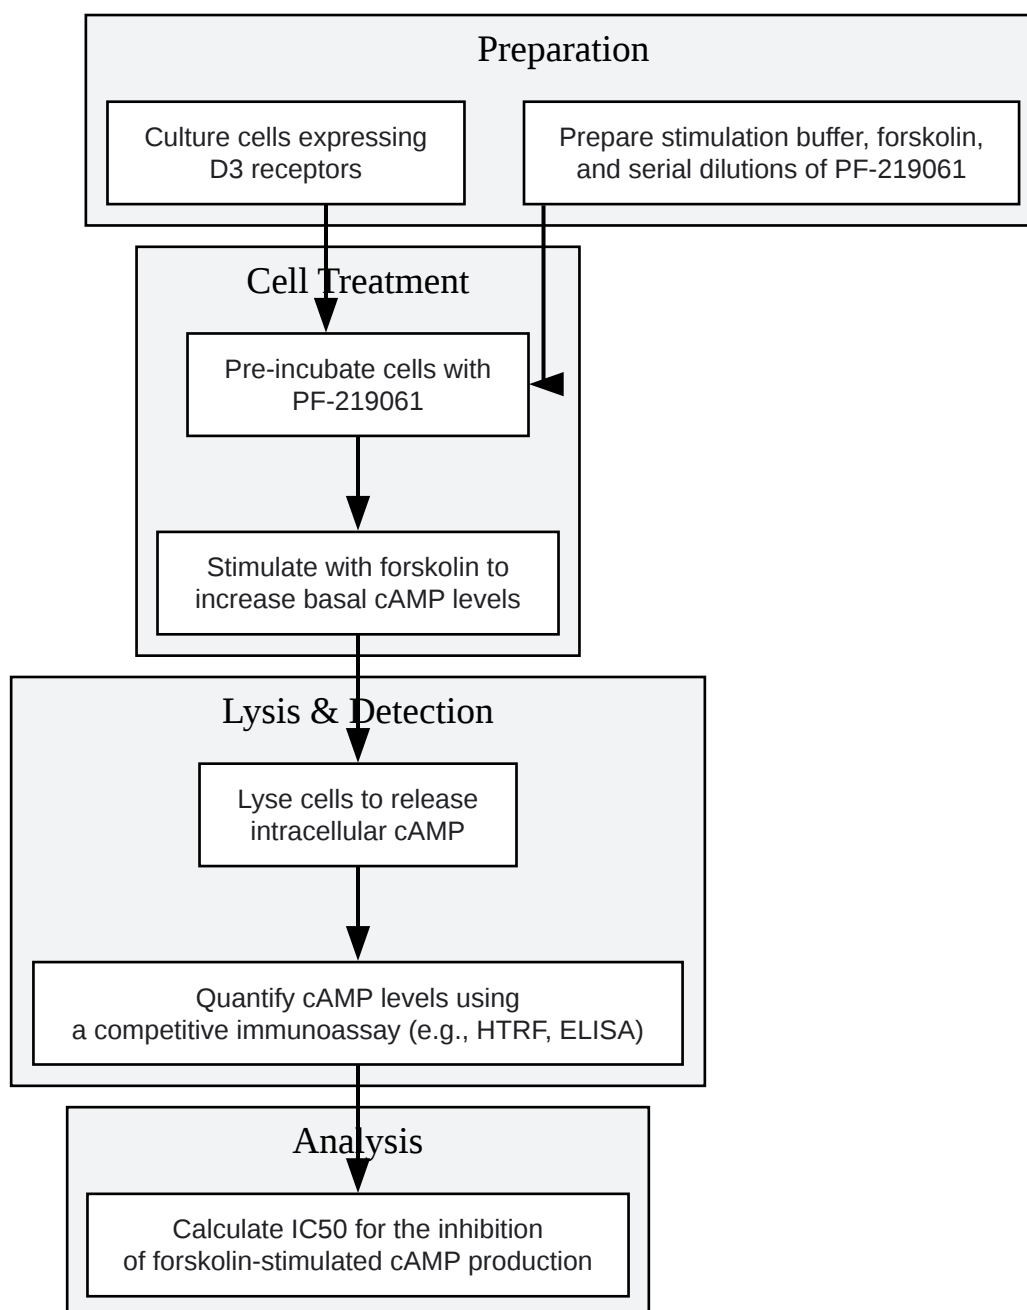 Preparation
Culture cells expressing
D3 receptors
Prepare stimulation buffer, forskolin,
and serial dilutions of PF-219061
Cell Treatment
Pre-incubate cells with
PF-219061
Stimulate with forskolin to
increase basal cAMP levels
Lysis & Detection
Lyse cells to release
intracellular cAMP
Quantify cAMP levels using
a competitive immunoassay (e.g., HTRF, ELISA)
Analysis
Calculate IC50 for the inhibition
of forskolin-stimulated cAMP production